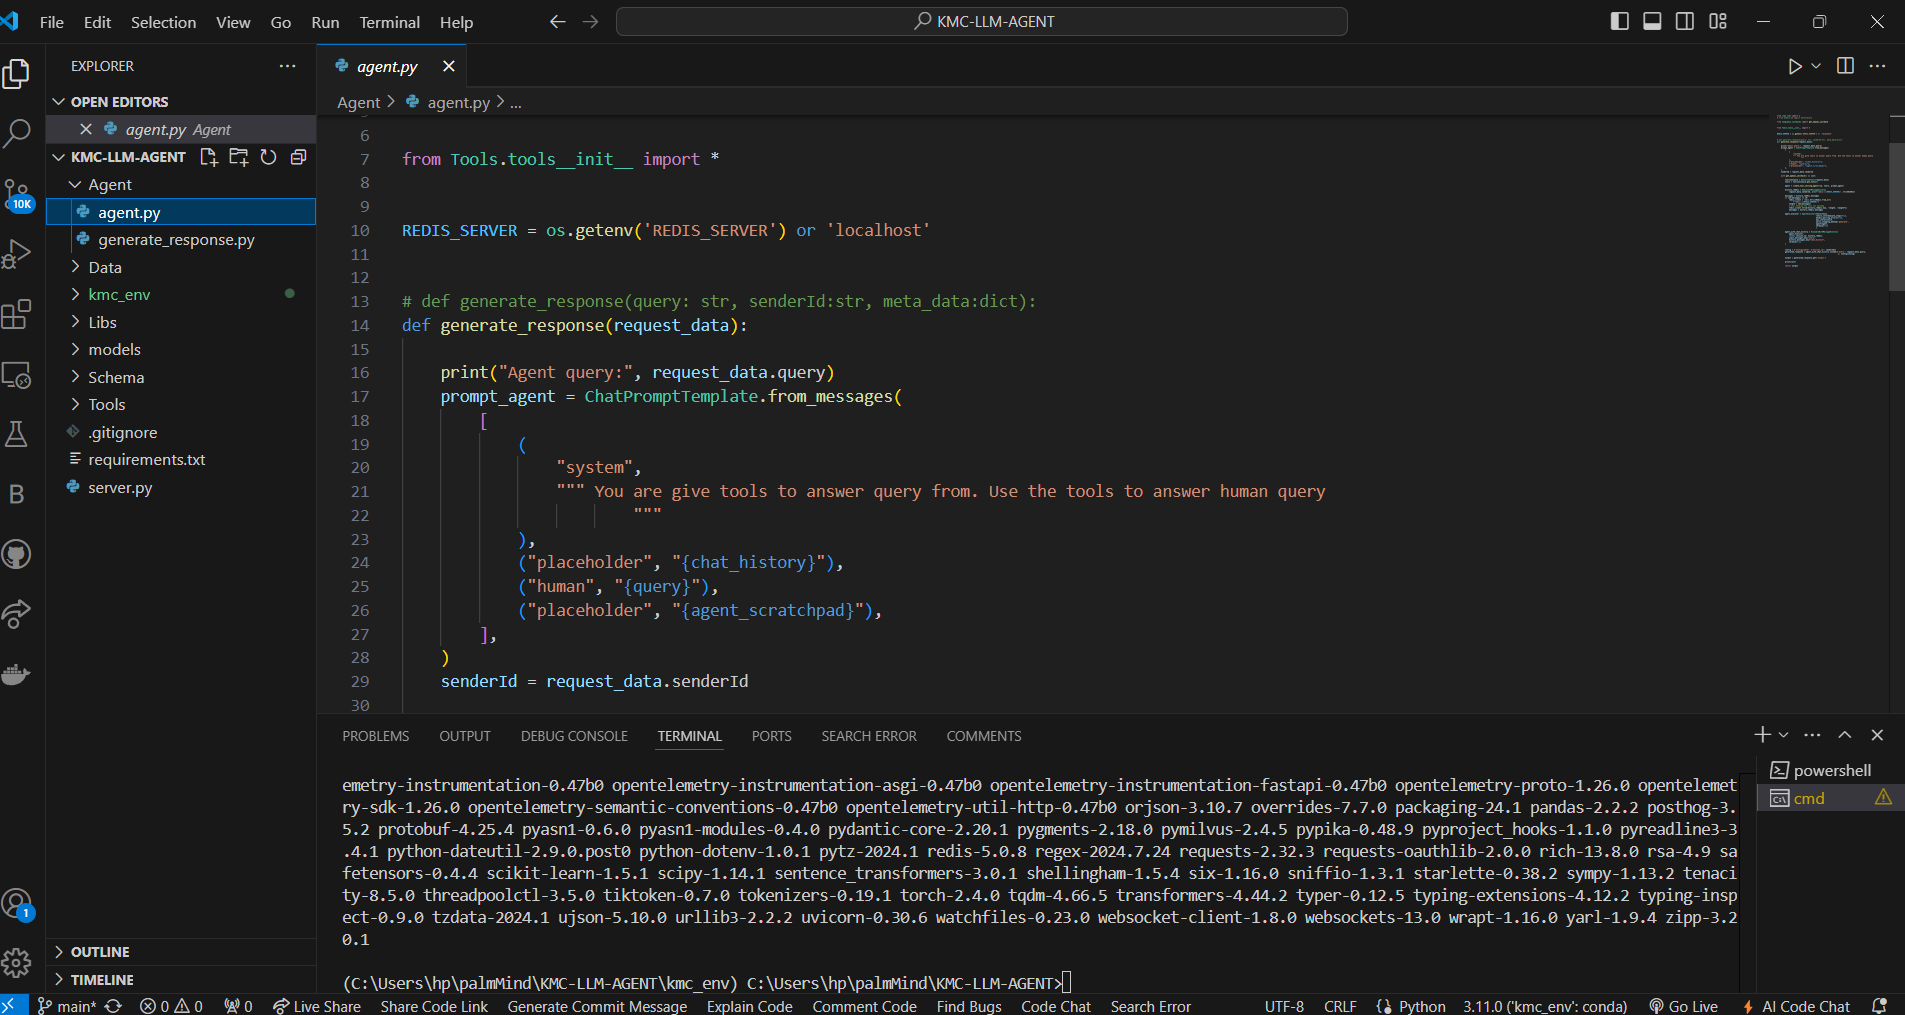 File Edit Selection View Go Run Terminal Help
KMC-LLM-AGENT
EXPLORER
OPEN EDITORS
agent.py Agent
KMC-LLM-AGENT
Agent
agent.py
generate_response.py
Data
kmc_env
Libs
models
Schema
Tools
.gitignore
requirements.txt
server.py
OUTLINE
TIMELINE
10K
B
1
agent.py
Agent > agent.py > ...
6
7 from Tools.tools__init__ import *
8
9
10 REDIS_SERVER = os.getenv('REDIS_SERVER') or 'localhost'
11
12
13 # def generate_response(query: str, senderId:str, meta_data:dict):
14 def generate_response(request_data):
15
16 print("Agent query:", request_data.query)
17 prompt_agent = ChatPromptTemplate.from_messages(
18 [
19 (
20 "system",
21 """ You are give tools to answer query from. Use the tools to answer human query
22 """
23 ),
24 ("placeholder", "{chat_history}"),
25 ("human", "{query}"),
26 ("placeholder", "{agent_scratchpad}"),
27 ],
28 )
29 senderId = request_data.senderId
30
PROBLEMS OUTPUT DEBUG CONSOLE TERMINAL PORTS SEARCH ERROR COMMENTS
emetry-instrumentation-0.47b0 opentelemetry-instrumentation-asgi-0.47b0 opentelemetry-instrumentation-fastapi-0.47b0 opentelemetry-proto-1.26.0 opentelemet
ry-sdk-1.26.0 opentelemetry-semantic-conventions-0.47b0 opentelemetry-util-http-0.47b0 orjson-3.10.7 overrides-7.7.0 packaging-24.1 pandas-2.2.2 posthog-3.
5.2 protobuf-4.25.4 pyasn1-0.6.0 pyasn1-modules-0.4.0 pydantic-core-2.20.1 pygments-2.18.0 pymilvus-2.4.5 pypika-0.48.9 pyproject_hooks-1.1.0 pyreadline3-3
.4.1 python-dateutil-2.9.0.post0 python-dotenv-1.0.1 pytz-2024.1 redis-5.0.8 regex-2024.7.24 requests-2.32.3 requests-oauthlib-2.0.0 rich-13.8.0 rsa-4.9 sa
fetensors-0.4.4 scikit-learn-1.5.1 scipy-1.14.1 sentence_transformers-3.0.1 shellingham-1.5.4 six-1.16.0 sniffio-1.3.1 starlette-0.38.2 sympy-1.13.2 tenaci
ty-8.5.0 threadpoolctl-3.5.0 tiktoken-0.7.0 tokenizers-0.19.1 torch-2.4.0 tqdm-4.66.5 transformers-4.44.2 typer-0.12.5 typing-extensions-4.12.2 typing-insp
ect-0.9.0 tzdata-2024.1 ujson-5.10.0 urllib3-2.2.2 uvicorn-0.30.6 watchfiles-0.23.0 websocket-client-1.8.0 websockets-13.0 wrapt-1.16.0 yarl-1.9.4 zipp-3.2
0.1
(C:\Users\hp\palmMind\KMC-LLM-AGENT\kmc_env) C:\Users\hp\palmMind\KMC-LLM-AGENT>
powershell
cmd
main* 0 0 0 Live Share Share Code Link Generate Commit Message Explain Code Comment Code Find Bugs Code Chat Search Error UTF-8 CRLF Python 3.11.0 ('kmc_env': conda) Go Live AI Code Chat